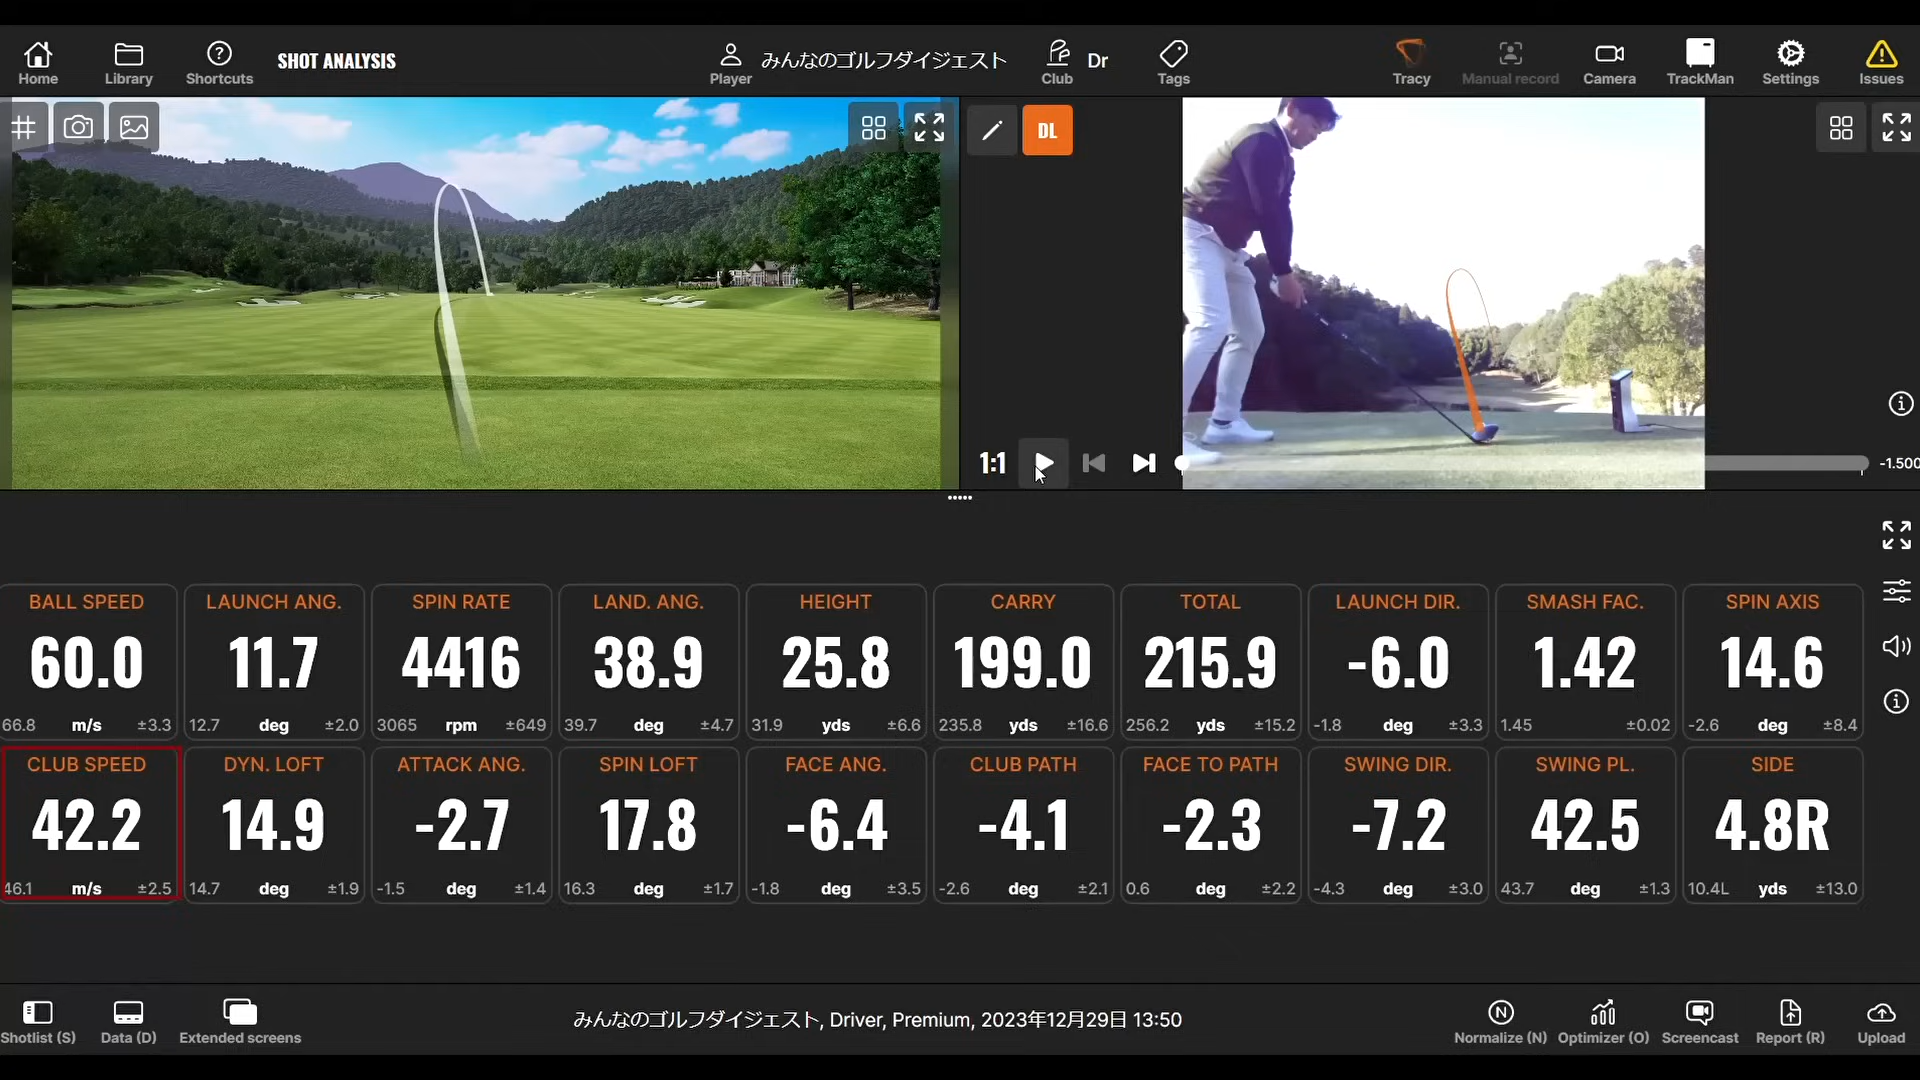 Home
Library
Shortcuts
SHOT ANALYSIS
Player
みんなのゴルフダイジェスト
Club
Dr
Tags
Tracy
Manual record
Camera
TrackMan
Settings
Issues
DL
1:1
-1.500
BALL SPEED
60.0
66.8 m/s ±3.3
LAUNCH ANG.
11.7
12.7 deg ±2.0
SPIN RATE
4416
3065 rpm ±649
LAND. ANG.
38.9
39.7 deg ±4.7
HEIGHT
25.8
31.9 yds ±6.6
CARRY
199.0
235.8 yds ±16.6
TOTAL
215.9
256.2 yds ±15.2
LAUNCH DIR.
-6.0
-1.8 deg ±3.3
SMASH FAC.
1.42
1.45 ±0.02
SPIN AXIS
14.6
-2.6 deg ±8.4
CLUB SPEED
42.2
46.1 m/s ±2.5
DYN. LOFT
14.9
14.7 deg ±1.9
ATTACK ANG.
-2.7
-1.5 deg ±1.4
SPIN LOFT
17.8
16.3 deg ±1.7
FACE ANG.
-6.4
-1.8 deg ±3.5
CLUB PATH
-4.1
-2.6 deg ±2.1
FACE TO PATH
-2.3
0.6 deg ±2.2
SWING DIR.
-7.2
-4.3 deg ±3.0
SWING PL.
42.5
43.7 deg ±1.3
SIDE
4.8R
10.4L yds ±13.0
Shotlist (S)
Data (D)
Extended screens
みんなのゴルフダイジェスト, Driver, Premium, 2023年12月29日 13:50
N
Normalize (N)
Optimizer (O)
Screencast
Report (R)
Upload